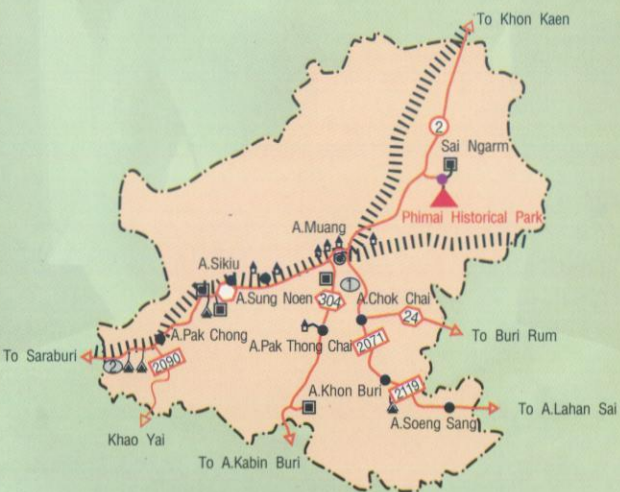 To Khon Kaen
2
Sai Ngarm
Phimai Historical Park
A.Muang
A.Sikiu
A.Sung Noen
304
1
A.Chok Chai
24
To Buri Rum
A.Pak Chong
A.Pak Thong Chai
2071
To Saraburi
2
2090
A.Khon Buri
2119
To A.Lahan Sai
A.Soeng Sang
Khao Yai
To A.Kabin Buri